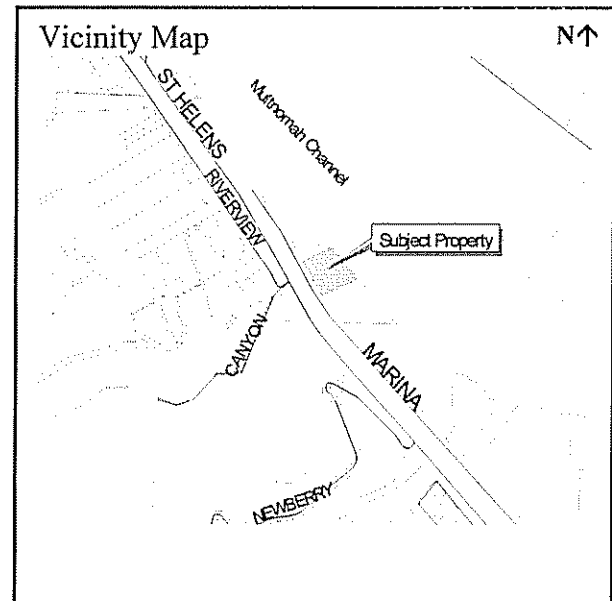 Vicinity Map N↑
ST HELENS
Multnomah Channel
RIVERVIEW
Subject Property
CANYON
MARINA
NEWBERRY